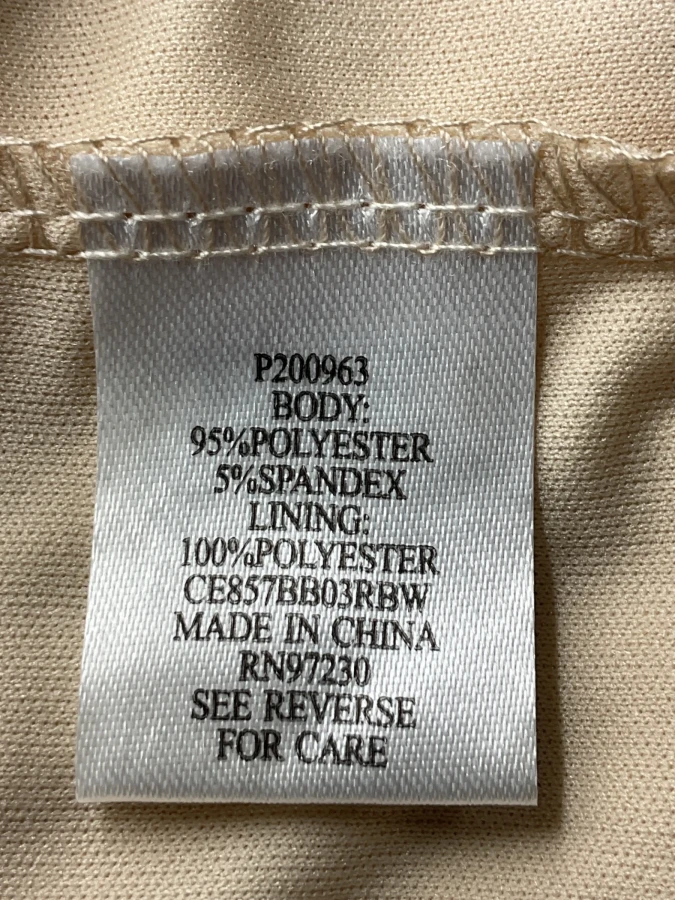 P200963
BODY:
95%POLYESTER
5%SPANDEX
LINING:
100%POLYESTER
CE857BB03RBW
MADE IN CHINA
RN97230
SEE REVERSE
FOR CARE